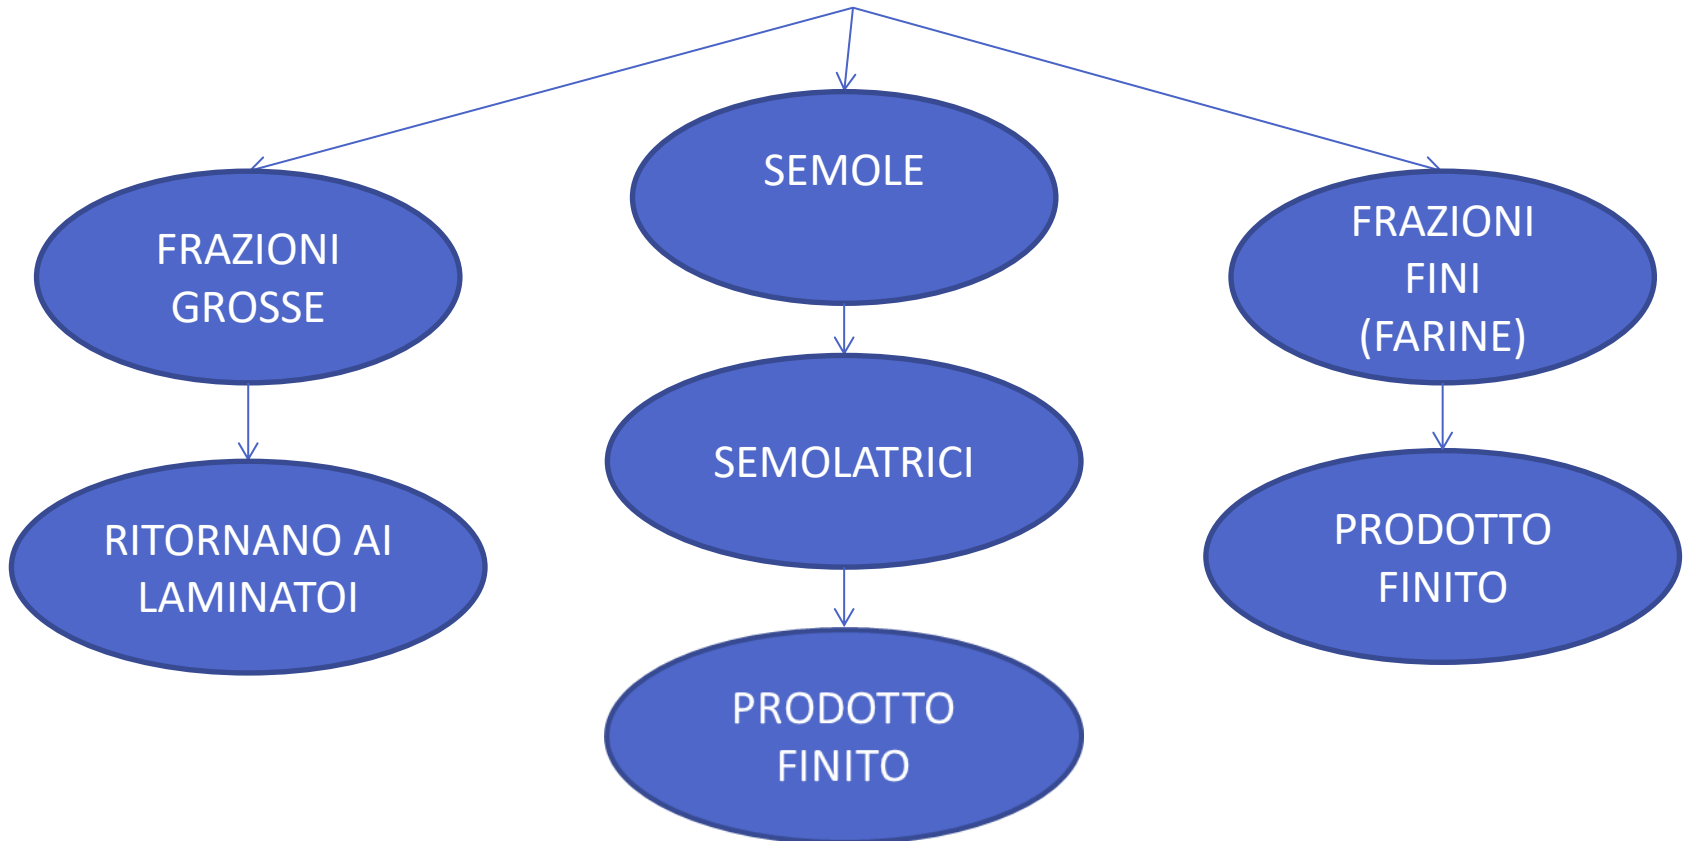 SEMOLE
FRAZIONI
GROSSE
FRAZIONI
FINI
(FARINE)
SEMOLATRICI
RITORNANO AI
LAMINATOI
PRODOTTO
FINITO
PRODOTTO
FINITO